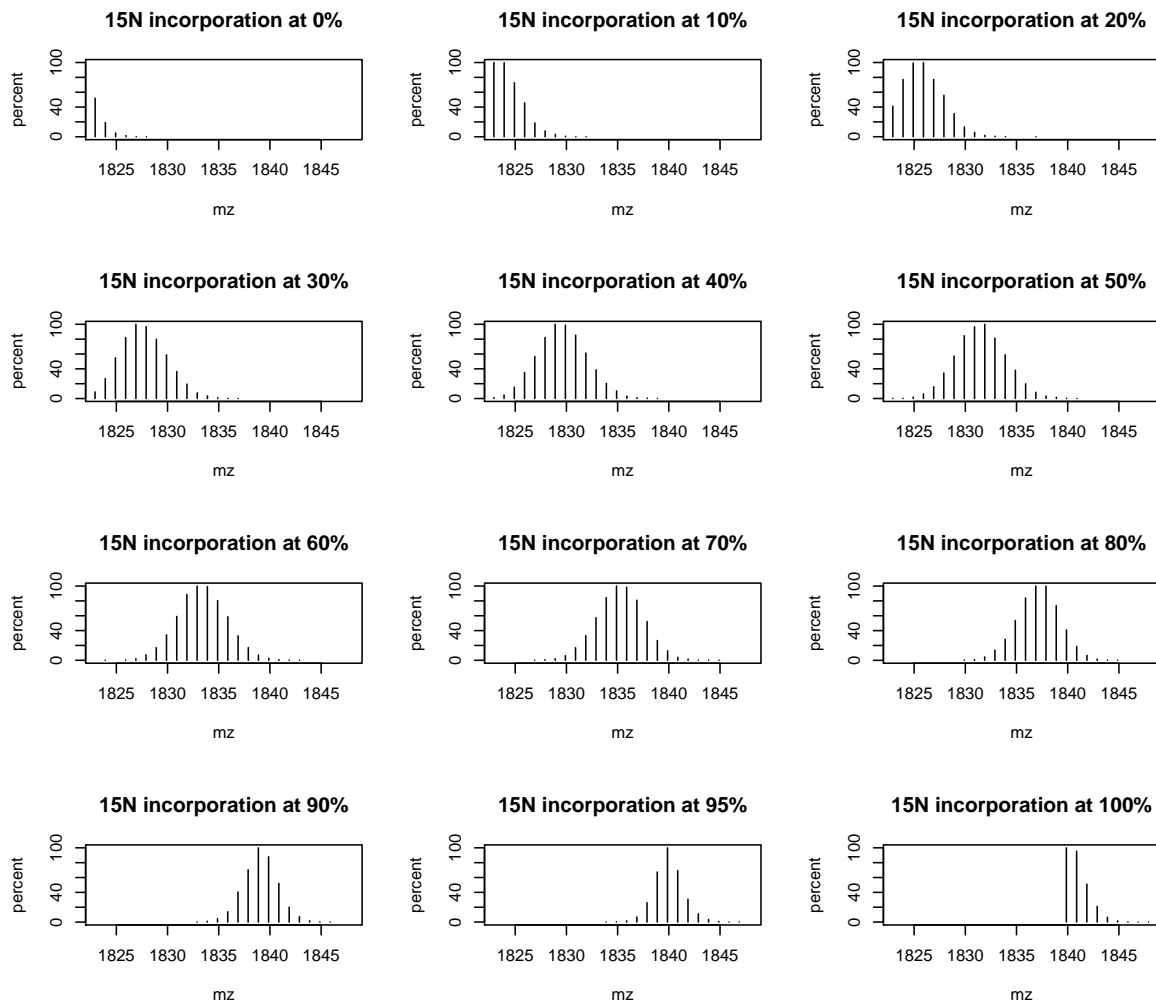 15N incorporation at 0%
percent
0 40 100
1825 1830 1835 1840 1845
mz
15N incorporation at 10%
percent
0 40 100
1825 1830 1835 1840 1845
mz
15N incorporation at 20%
percent
0 40 100
1825 1830 1835 1840 1845
mz
15N incorporation at 30%
percent
0 40 100
1825 1830 1835 1840 1845
mz
15N incorporation at 40%
percent
0 40 100
1825 1830 1835 1840 1845
mz
15N incorporation at 50%
percent
0 40 100
1825 1830 1835 1840 1845
mz
15N incorporation at 60%
percent
0 40 100
1825 1830 1835 1840 1845
mz
15N incorporation at 70%
percent
0 40 100
1825 1830 1835 1840 1845
mz
15N incorporation at 80%
percent
0 40 100
1825 1830 1835 1840 1845
mz
15N incorporation at 90%
percent
0 40 100
1825 1830 1835 1840 1845
mz
15N incorporation at 95%
percent
0 40 100
1825 1830 1835 1840 1845
mz
15N incorporation at 100%
percent
0 40 100
1825 1830 1835 1840 1845
mz